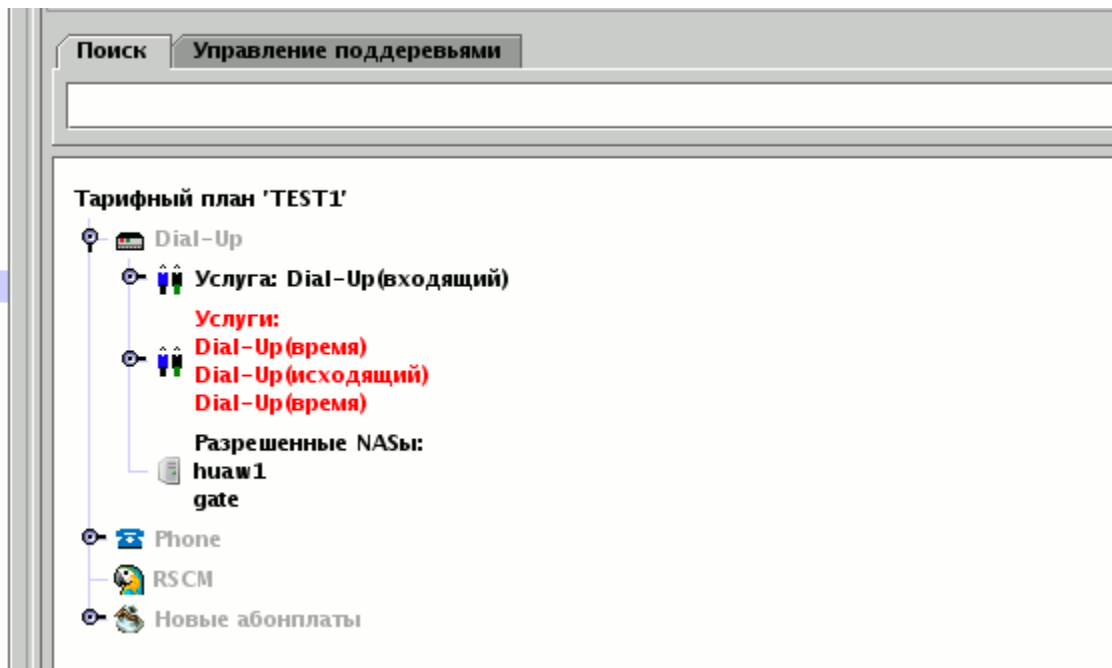 Поиск Управление поддеревьями
Тарифный план 'TEST1'
Dial-Up
Услуга: Dial-Up(входящий)
Услуги:
Dial-Up(время)
Dial-Up(исходящий)
Dial-Up(время)
Разрешенные NASы:
huaw1
gate
Phone
RSCM
Новые абонплаты